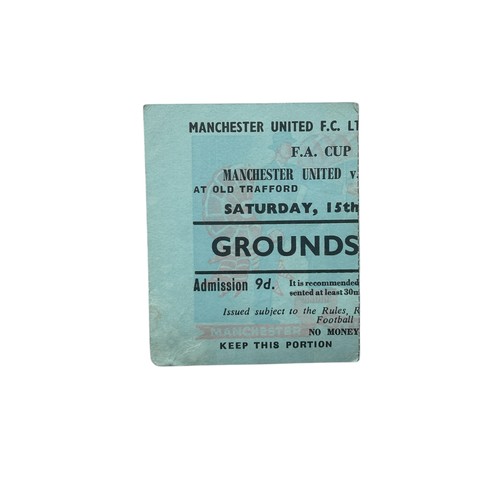 MANCHESTER UNITED F.C. LT
F.A. CUP
MANCHESTER UNITED v.
AT OLD TRAFFORD
SATURDAY, 15th
GROUNDS
Admission 9d.
It is recommended
sented at least 30
Issued subject to the Rules, R
Football
MANCHESTER
NO MONEY
KEEP THIS PORTION